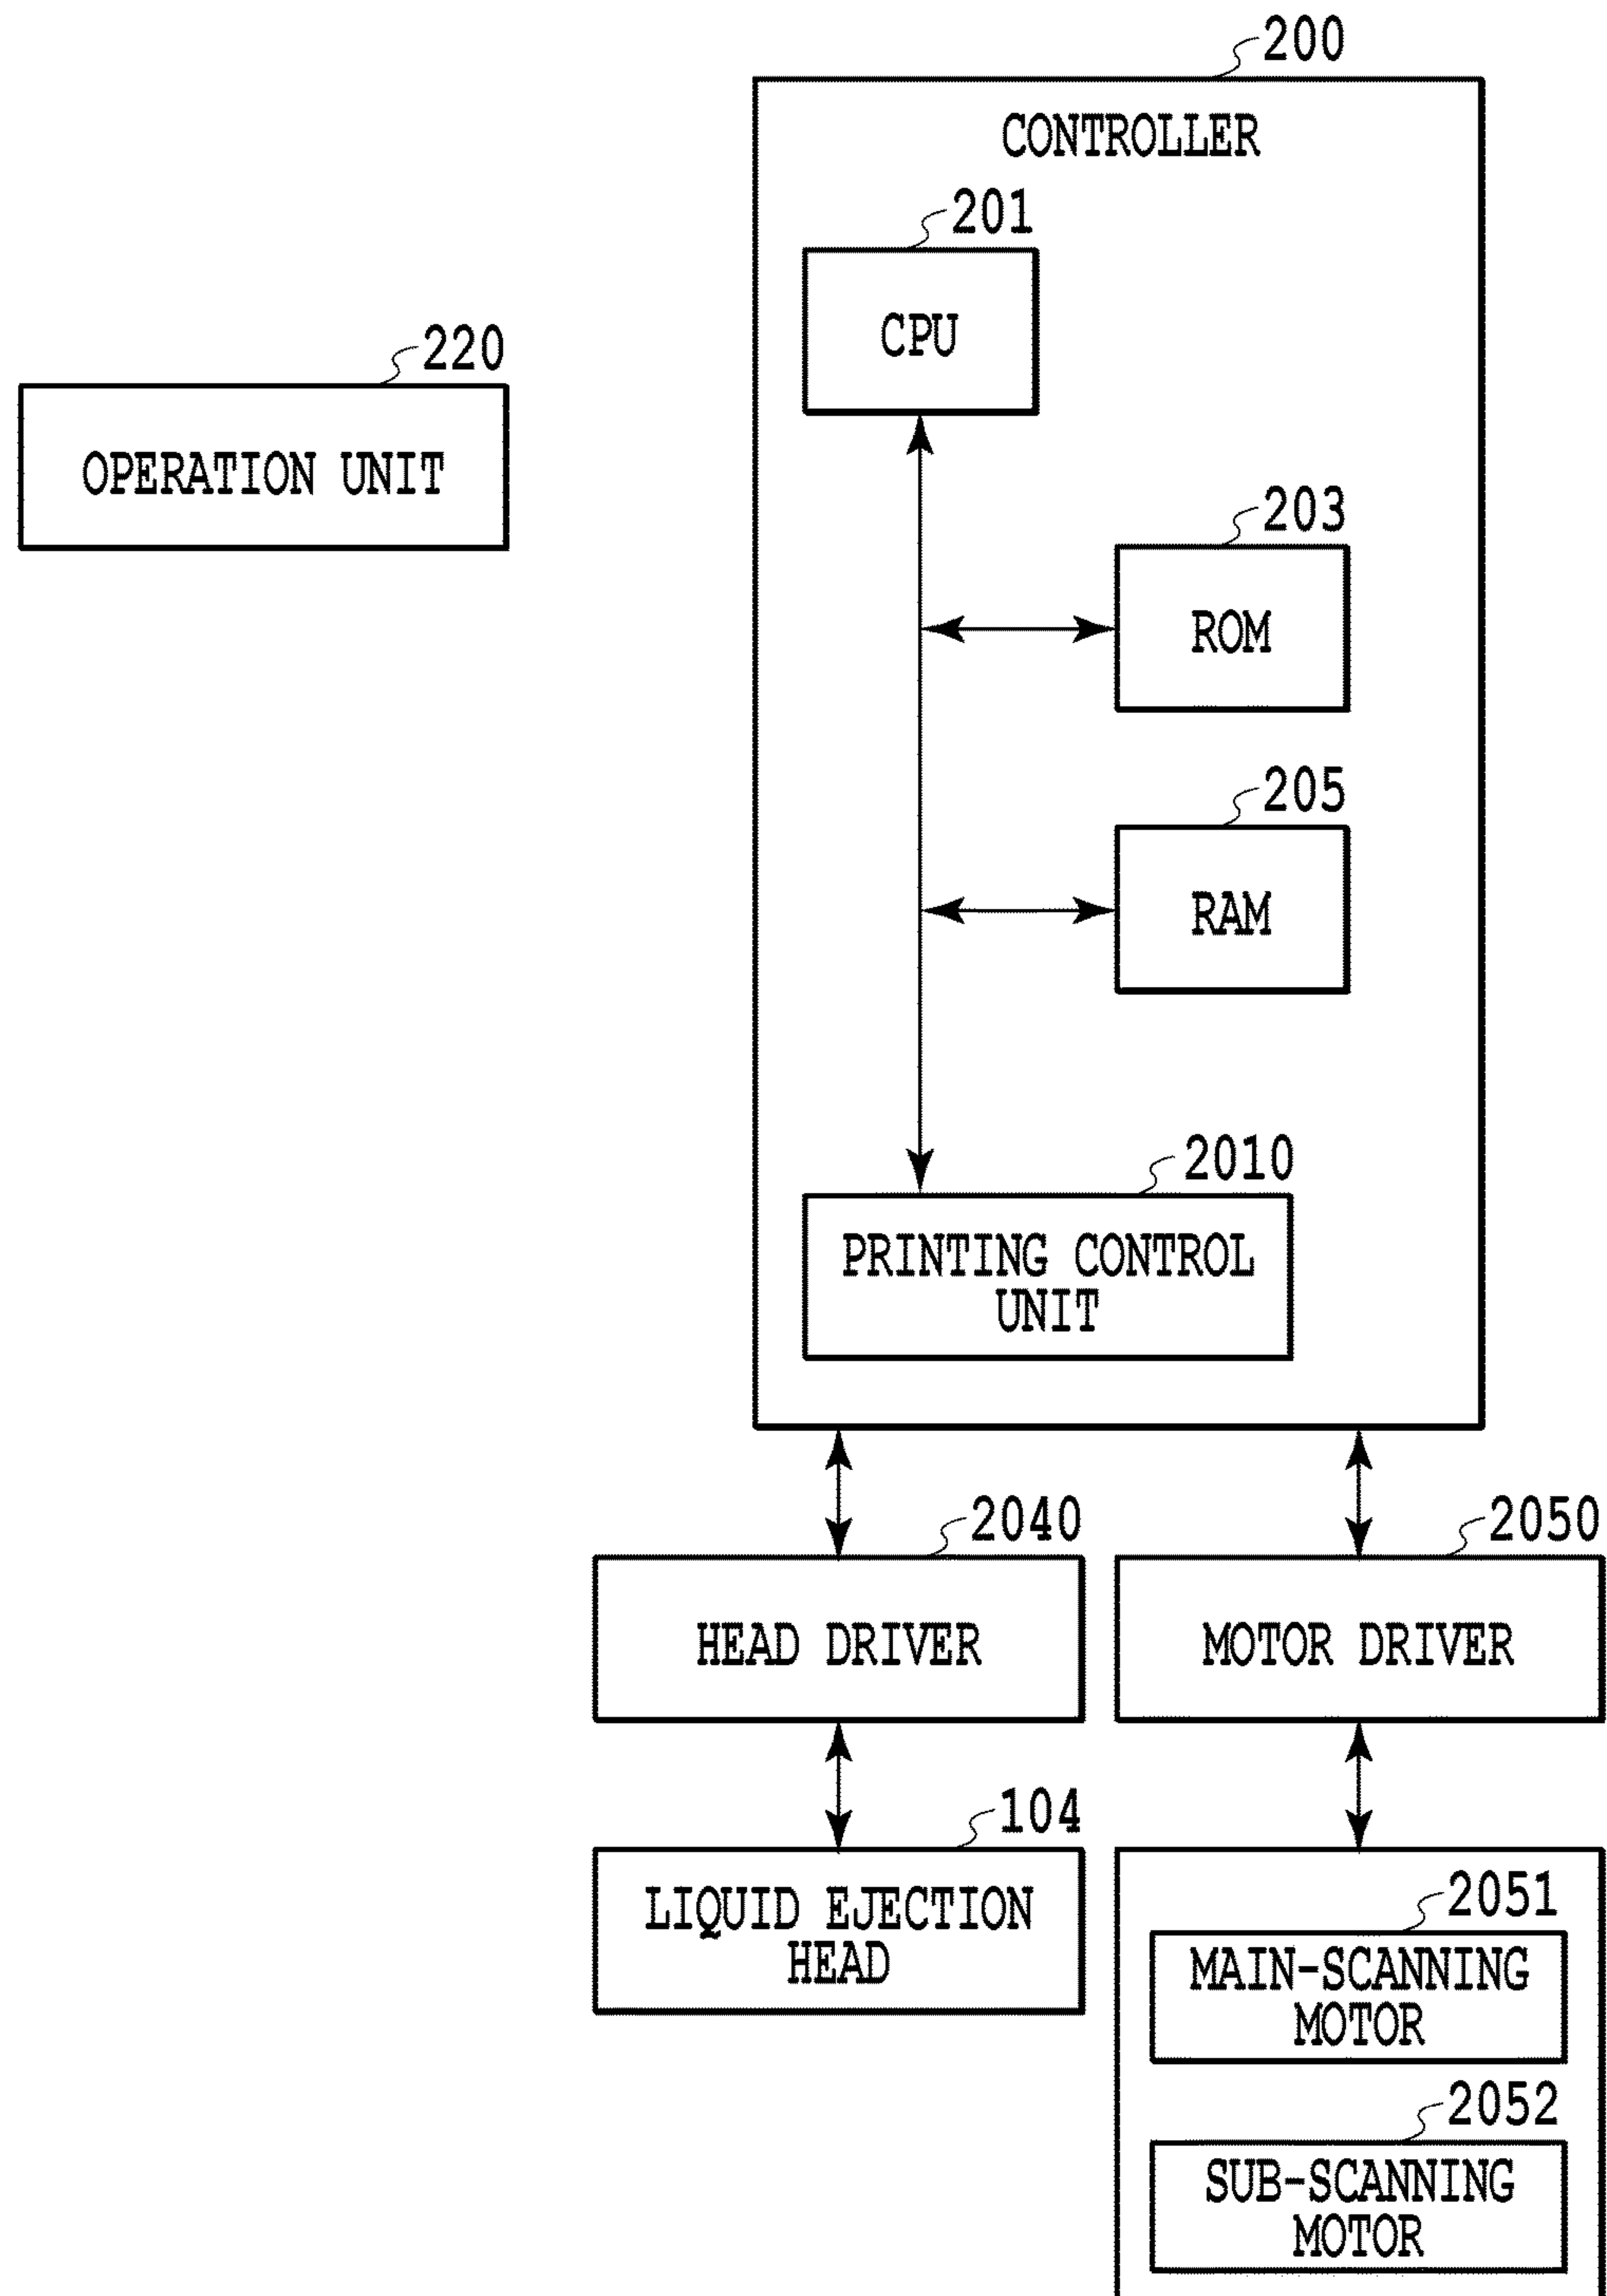 200
CONTROLLER
201
CPU
220
OPERATION UNIT
203
ROM
205
RAM
2010
PRINTING CONTROL
UNIT
2040
HEAD DRIVER
2050
MOTOR DRIVER
104
LIQUID EJECTION
HEAD
2051
MAIN-SCANNING
MOTOR
2052
SUB-SCANNING
MOTOR